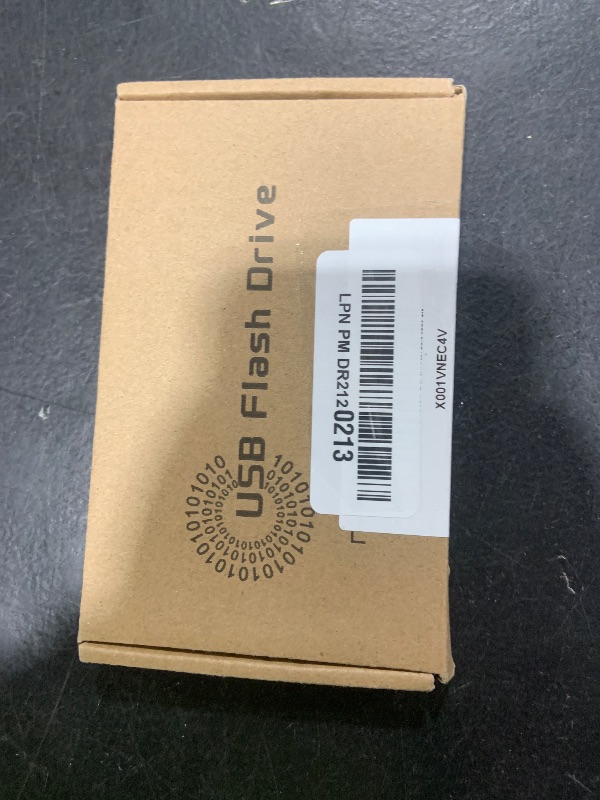 USB Flash Drive
LPN PM DR2120213
X001VNEC4V